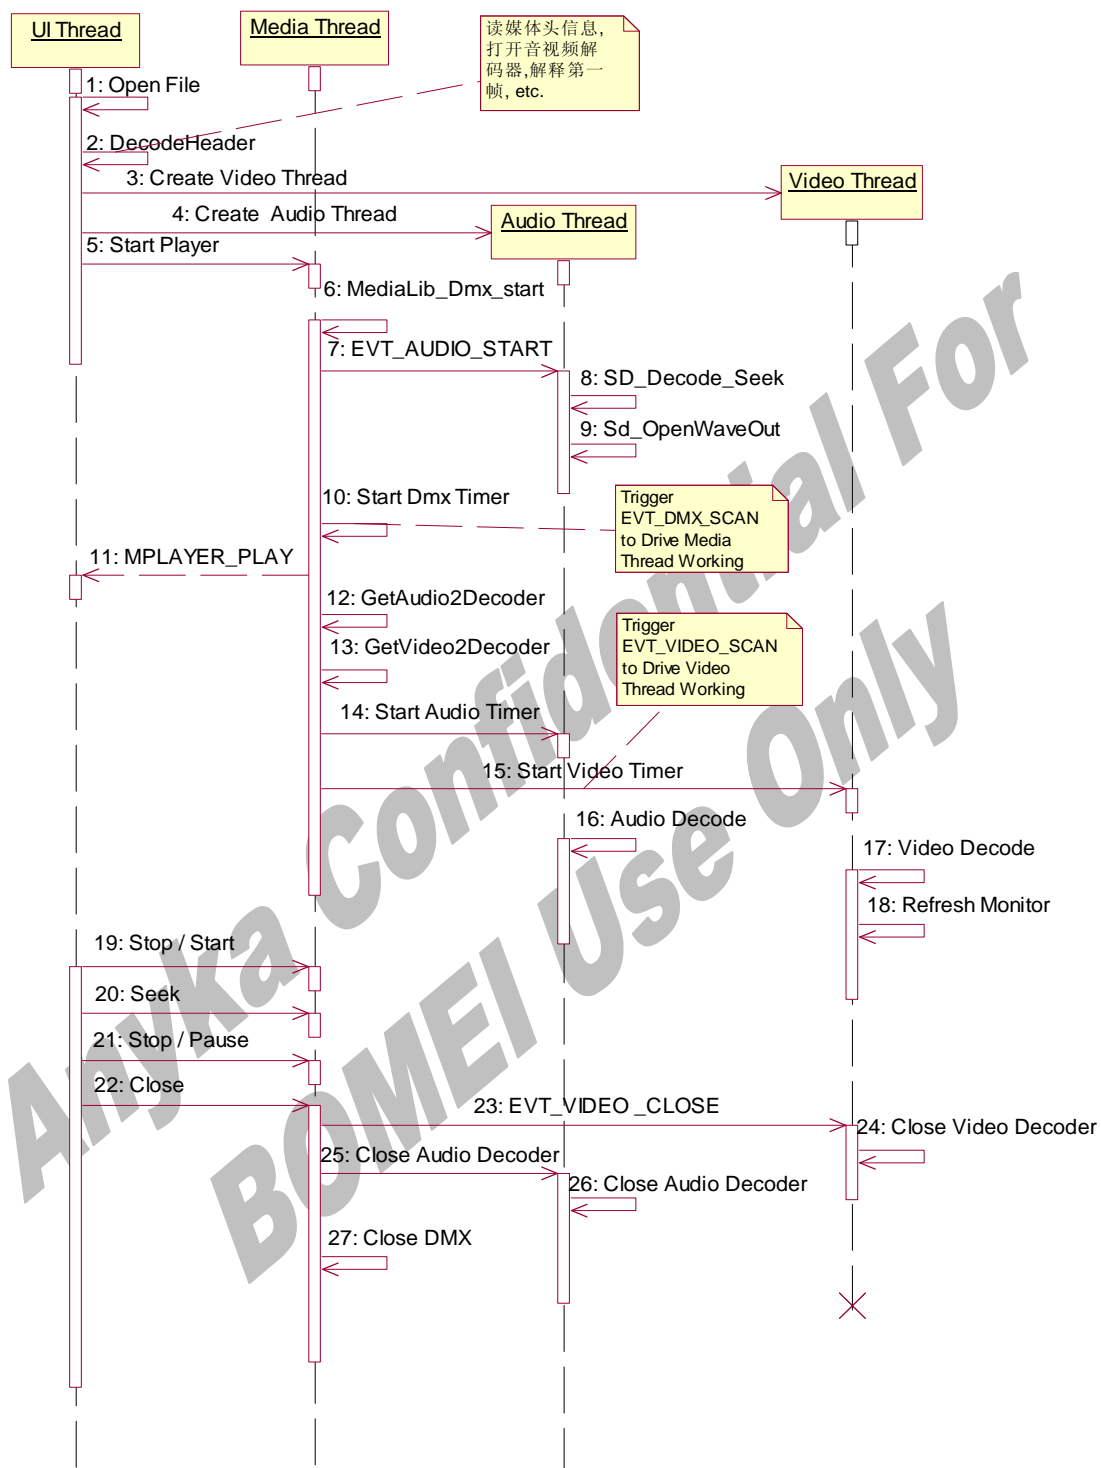 UI Thread
Media Thread
读媒体头信息,
打开音视频解
码器,解释第一
帧, etc.
1: Open File
2: DecodeHeader
3: Create Video Thread
Video Thread
4: Create Audio Thread
Audio Thread
5: Start Player
6: MediaLib_Dmx_start
7: EVT_AUDIO_START
8: SD_Decode_Seek
9: Sd_OpenWaveOut
10: Start Dmx Timer
Trigger
EVT_DMX_SCAN
to Drive Media
Thread Working
11: MPLAYER_PLAY
12: GetAudio2Decoder
13: GetVideo2Decoder
Trigger
EVT_VIDEO_SCAN
to Drive Video
Thread Working
14: Start Audio Timer
15: Start Video Timer
16: Audio Decode
17: Video Decode
18: Refresh Monitor
19: Stop / Start
20: Seek
21: Stop / Pause
22: Close
23: EVT_VIDEO _CLOSE
24: Close Video Decoder
25: Close Audio Decoder
26: Close Audio Decoder
27: Close DMX
Anyka Confidential For
BOMEI Use Only